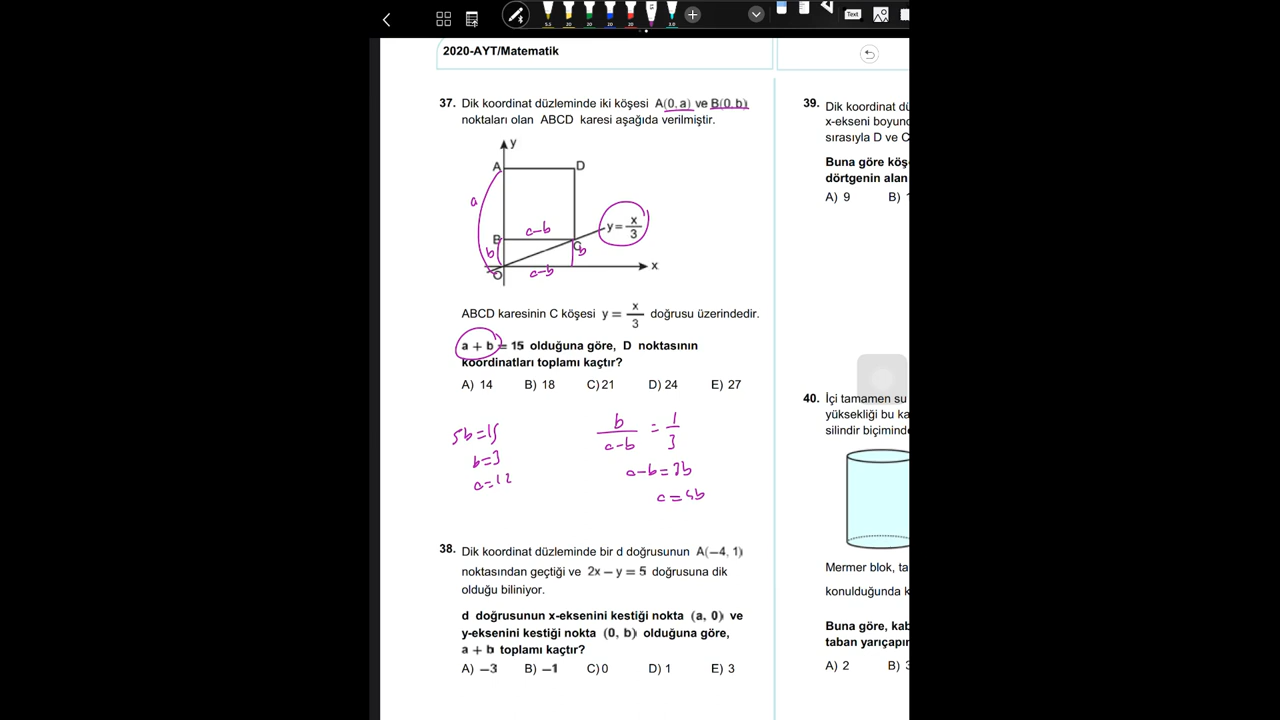 Text
2020-AYT/Matematik
37. Dik koordinat düzleminde iki köşesi A(0, a) ve B(0, b)
noktaları olan ABCD karesi aşağıda verilmiştir.
y
A
D
a
a-b
y = x/3
B
C
b
b
O
a-b
x
ABCD karesinin C köşesi y = x/3 doğrusu üzerindedir.
a + b = 15 olduğuna göre, D noktasının
koordinatları toplamı kaçtır?
A) 14 B) 18 C) 21 D) 24 E) 27
5b=15
b=3
a=12
b/a-b = 1/3
a-b=3b
a=4b
38. Dik koordinat düzleminde bir d doğrusunun A(−4, 1)
noktasından geçtiği ve 2x − y = 5 doğrusuna dik
olduğu biliniyor.
d doğrusunun x-eksenini kestiği nokta (a, 0) ve
y-eksenini kestiği nokta (0, b) olduğuna göre,
a + b toplamı kaçtır?
A) −3 B) −1 C) 0 D) 1 E) 3
39. Dik koordinat dü
x-ekseni boyunc
sırasıyla D ve C
Buna göre köş
dörtgenin alan
A) 9 B)
40. İçi tamamen su
yüksekliği bu ka
silindir biçiminde
Mermer blok, ta
konulduğunda k
Buna göre, kab
taban yarıçapır
A) 2 B) 3